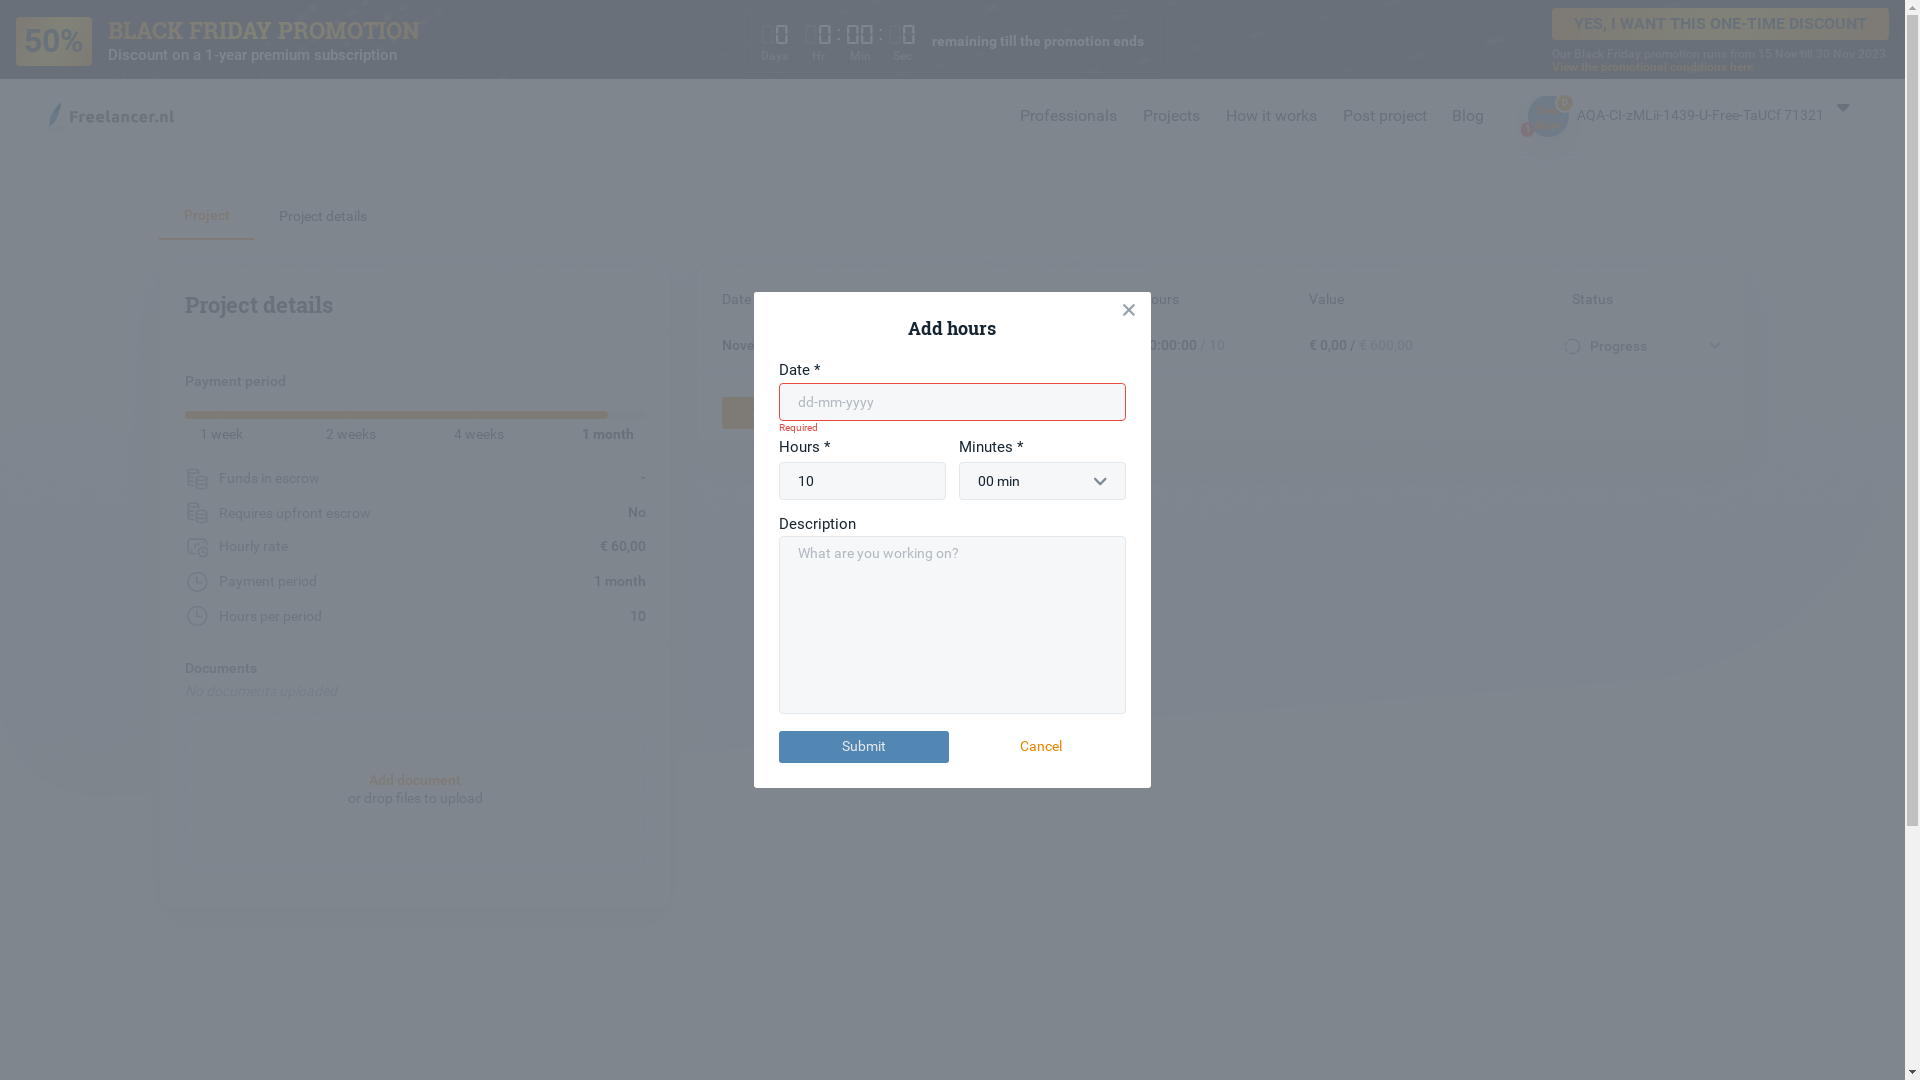 50%
BLACK FRIDAY PROMOTION
Discount on a 1-year premium subscription
0 0 : 00 : 0
Days Hr Min Sec
remaining till the promotion ends
YES, I WANT THIS ONE-TIME DISCOUNT
Our Black Friday promotion runs from 15 Nov till 30 Nov 2023.
View the promotional conditions here
Freelancer.nl
Professionals
Projects
How it works
Post project
Blog
0
1
AQA-CI-zMLii-1439-U-Free-TaUCf 71321
Project
Project details
Project details
Payment period
1 week
2 weeks
4 weeks
1 month
Funds in escrow -
Requires upfront escrow No
Hourly rate € 60,00
Payment period 1 month
Hours per period 10
Documents
No documents uploaded
Add document
or drop files to upload
Date
Value
Status
€ 0,00 / € 600,00
Progress
Add hours
Date *
dd-mm-yyyy
Required
Hours *
Minutes *
10
00 min
Description
What are you working on?
Submit
Cancel